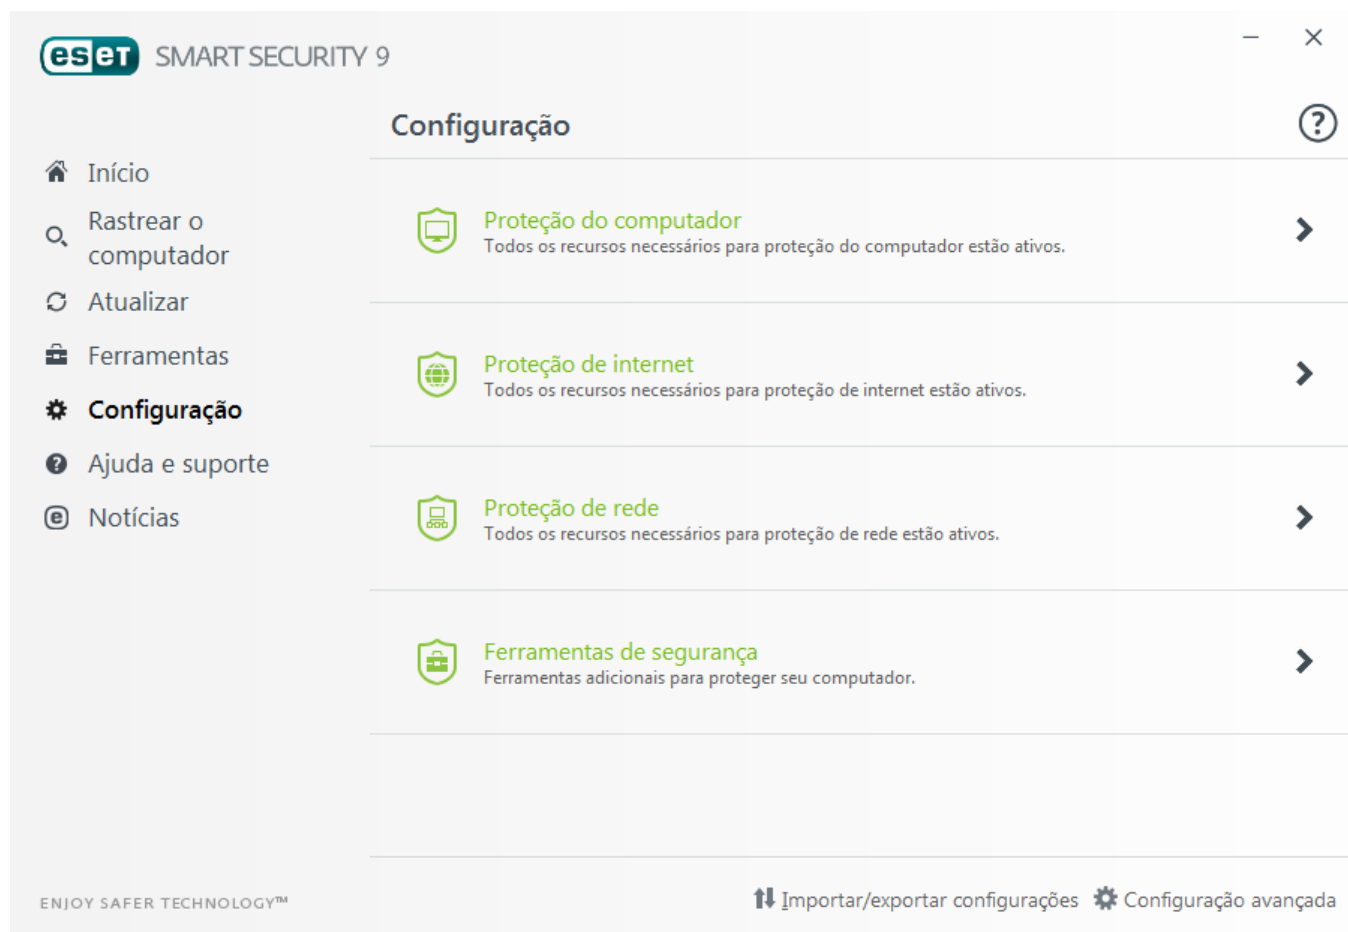 eset SMART SECURITY 9
Configuração
?
Início
Rastrear o
computador
Atualizar
Ferramentas
Configuração
Ajuda e suporte
Notícias
Proteção do computador
Todos os recursos necessários para proteção do computador estão ativos.
Proteção de internet
Todos os recursos necessários para proteção de internet estão ativos.
Proteção de rede
Todos os recursos necessários para proteção de rede estão ativos.
Ferramentas de segurança
Ferramentas adicionais para proteger seu computador.
ENJOY SAFER TECHNOLOGY™
Importar/exportar configurações Configuração avançada